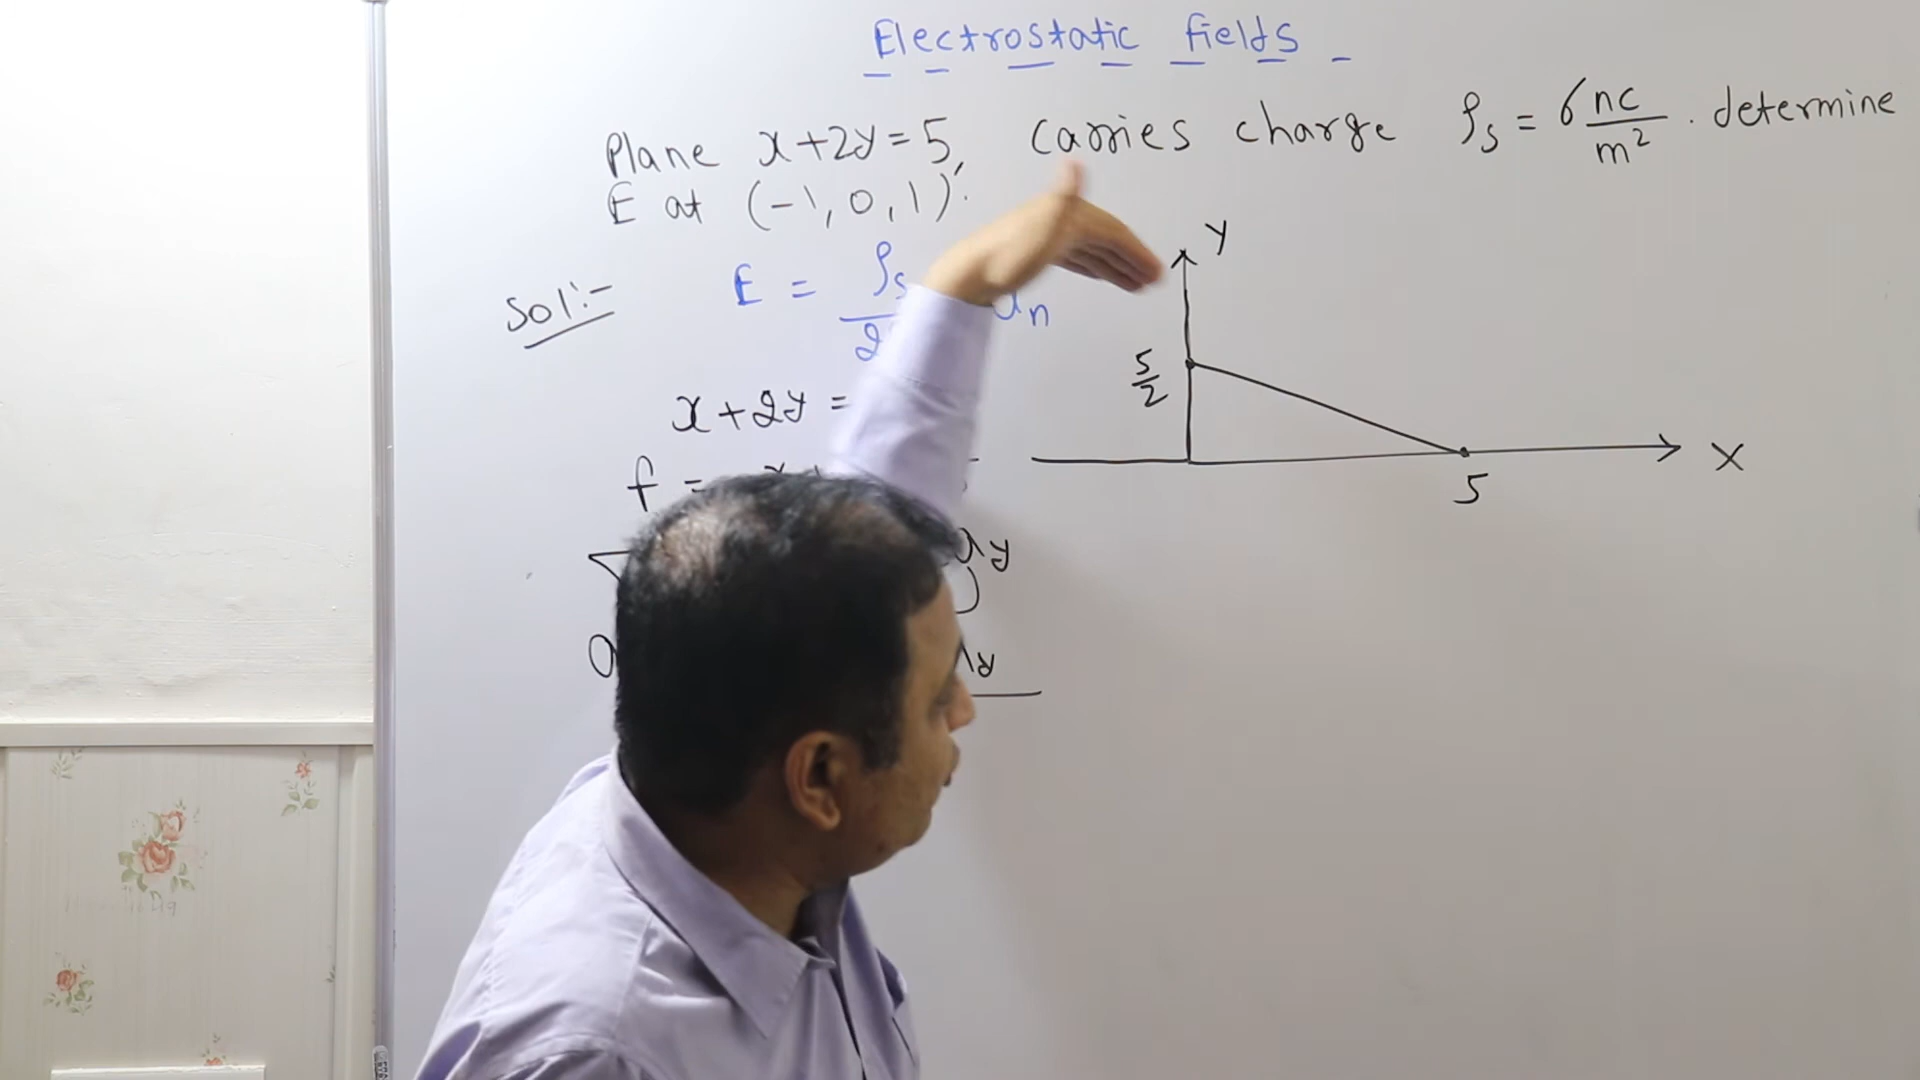 Electrostatic fields
Plane x+2y=5, carries charge ρs = 6 nc/m². determine
E at (-1, 0, 1).
Sol:-
E = ρs/2 an
x+2y =
f =
ay
y
Y
5/2
X
5